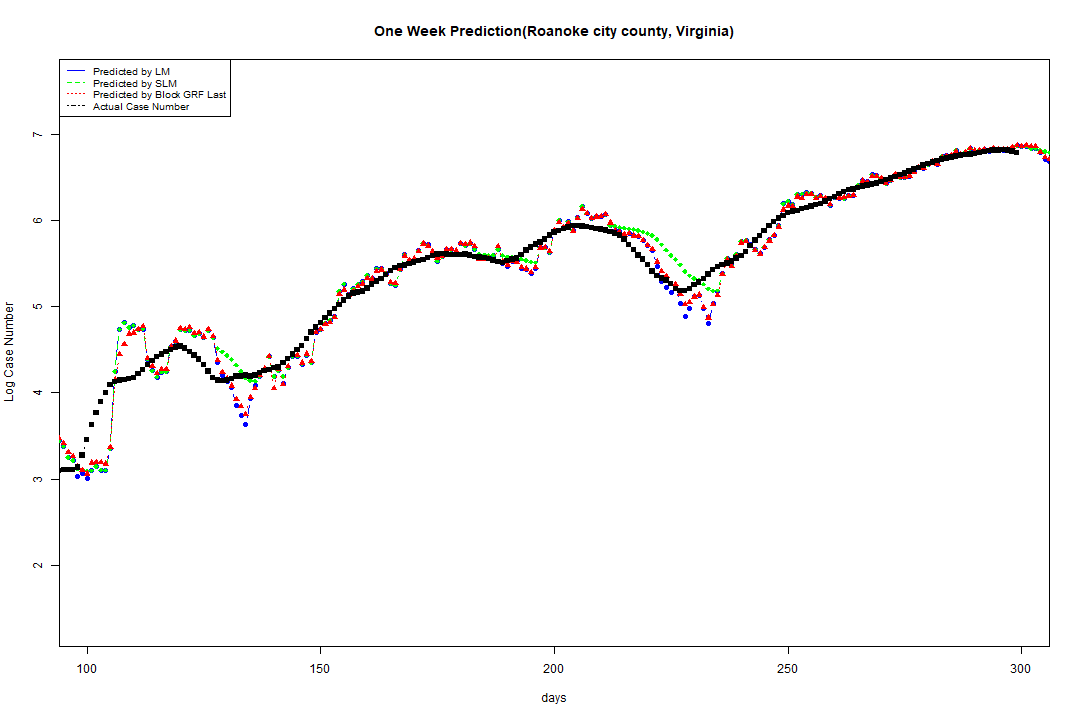 One Week Prediction(Roanoke city county, Virginia)
Predicted by LM
Predicted by SLM
Predicted by Block GRF Last
Actual Case Number
7
6
5
4
3
2
Log Case Number
100 150 200 250 300
days